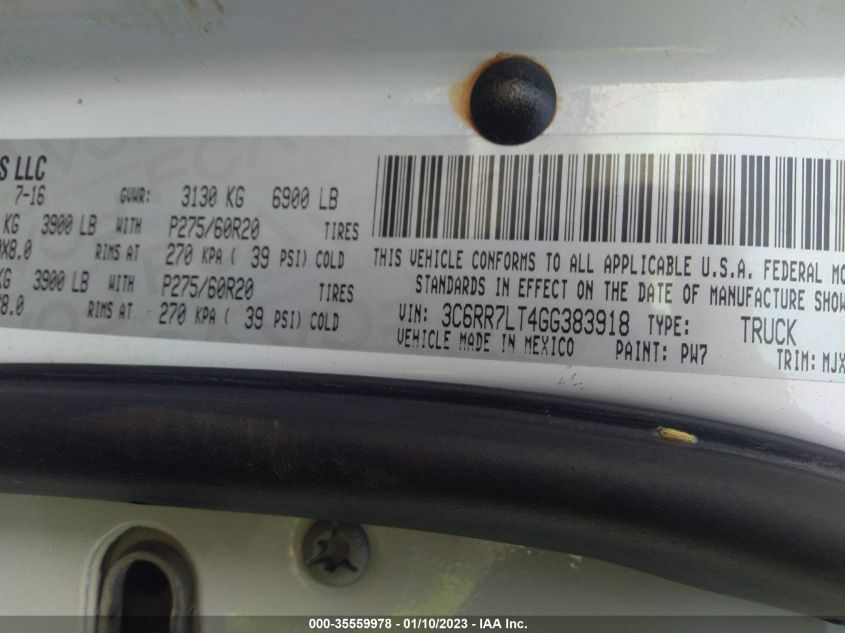 S LLC
7-16 GVWR: 3130 KG 6900 LB
KG 3900 LB WITH P275/60R20 TIRES
X8.0 RIMS AT 270 KPA ( 39 PSI) COLD
KG 3900 LB WITH P275/60R20 TIRES
X8.0 RIMS AT 270 KPA ( 39 PSI) COLD
THIS VEHICLE CONFORMS TO ALL APPLICABLE U.S.A. FEDERAL MO
STANDARDS IN EFFECT ON THE DATE OF MANUFACTURE SHOW
VIN: 3C6RR7LT4GG383918 TYPE: TRUCK
VEHICLE MADE IN MEXICO PAINT: PW7 TRIM: MJX
000-35559978 - 01/10/2023 - IAA Inc.